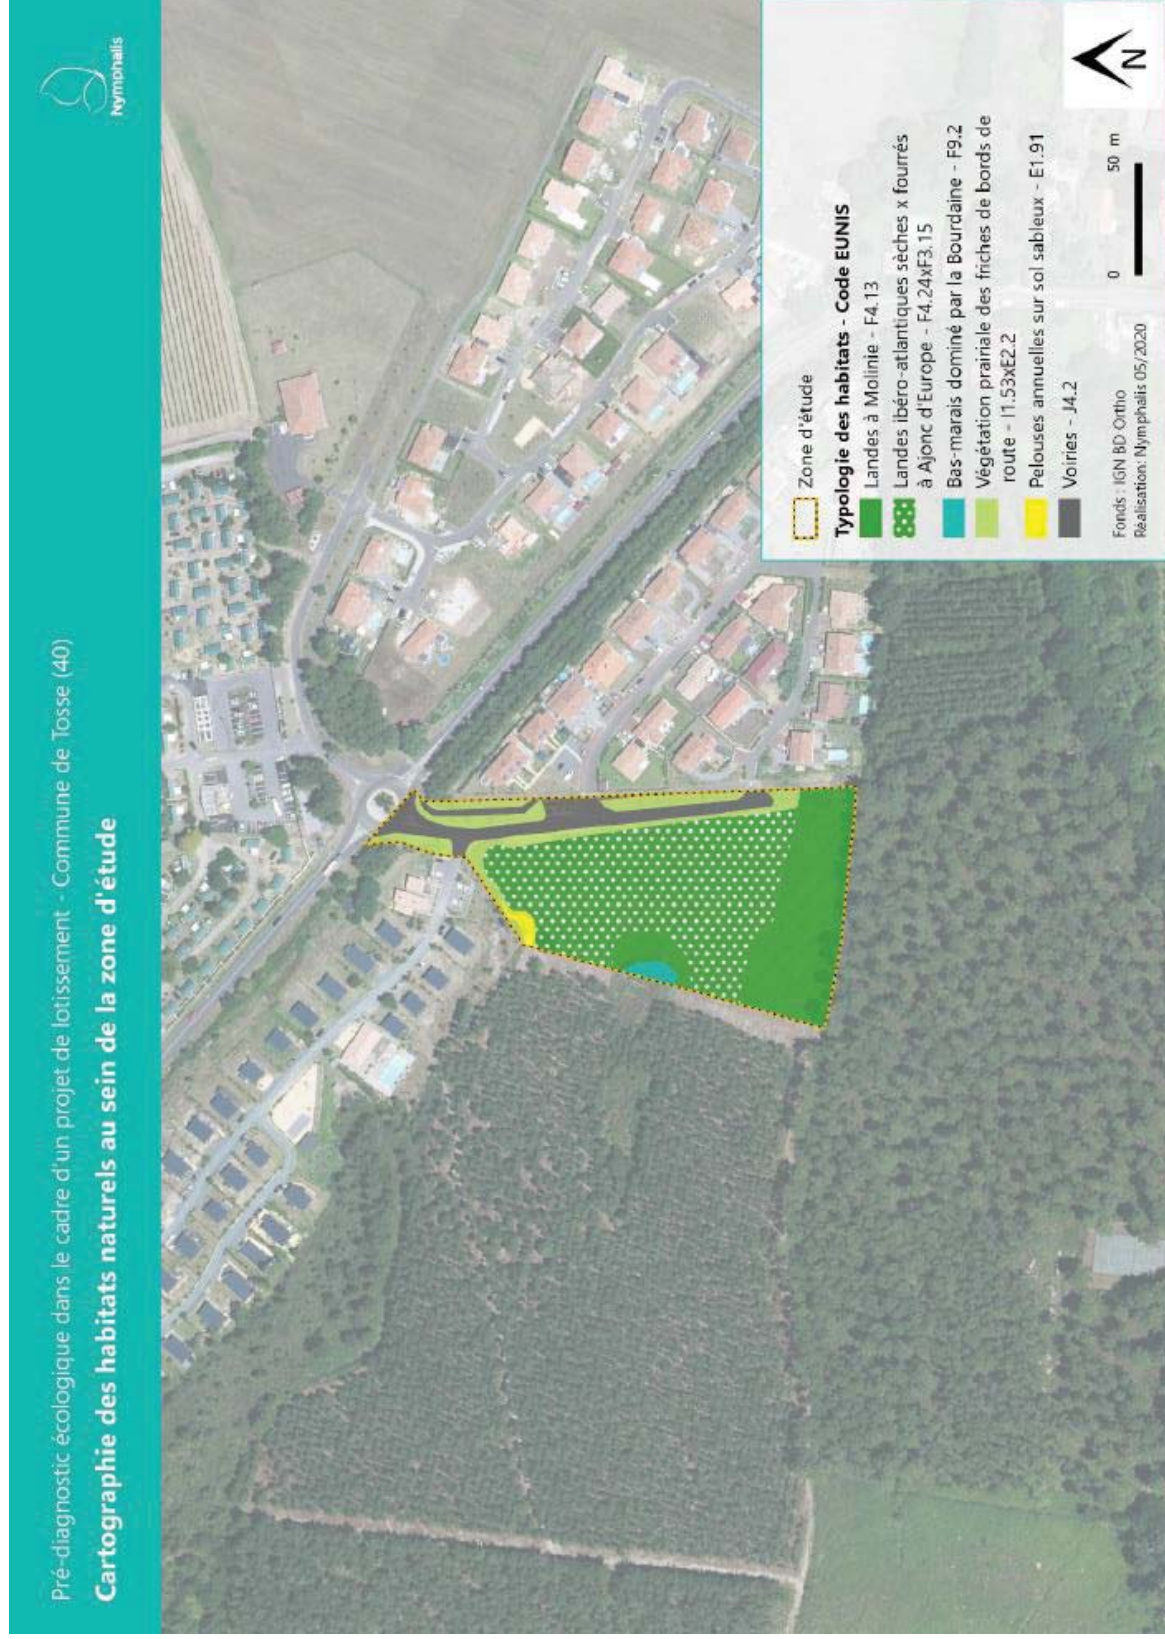 Pré-diagnostic écologique dans le cadre d'un projet de lotissement - Commune de Tosse (40)
Cartographie des habitats naturels au sein de la zone d'étude
Nymphalis
Zone d'étude
Typologie des habitats - Code EUNIS
Landes à Molinie - F4.13
Landes ibéro-atlantiques sèches x fourrés
à Ajonc d'Europe - F4.24xF3.15
Bas-marais dominé par la Bourdaine - F9.2
Végétation prairiale des friches de bords de
route - I1.53xE2.2
Pelouses annuelles sur sol sableux - E1.91
Voiries - J4.2
Fonds : IGN BD Ortho
Réalisation: Nymphalis 05/2020
0 50 m
N